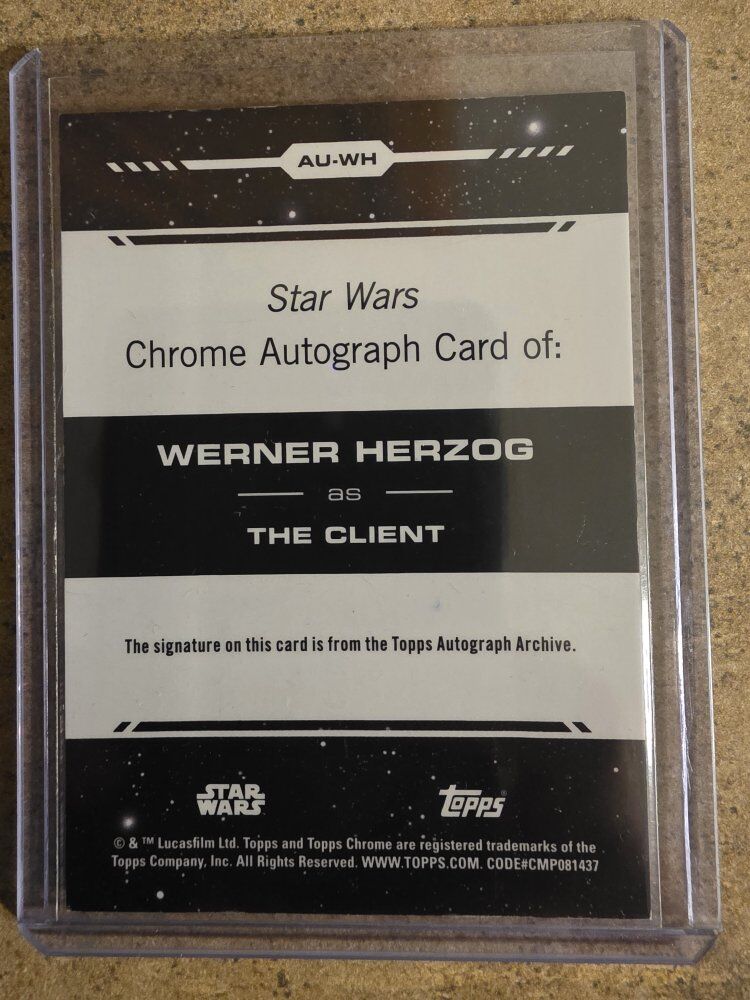 AU-WH
Star Wars
Chrome Autograph Card of:
WERNER HERZOG
as
THE CLIENT
The signature on this card is from the Topps Autograph Archive.
STAR
WARS
topps®
© & ™ Lucasfilm Ltd. Topps and Topps Chrome are registered trademarks of the
Topps Company, Inc. All Rights Reserved. WWW.TOPPS.COM. CODE#CMP081437